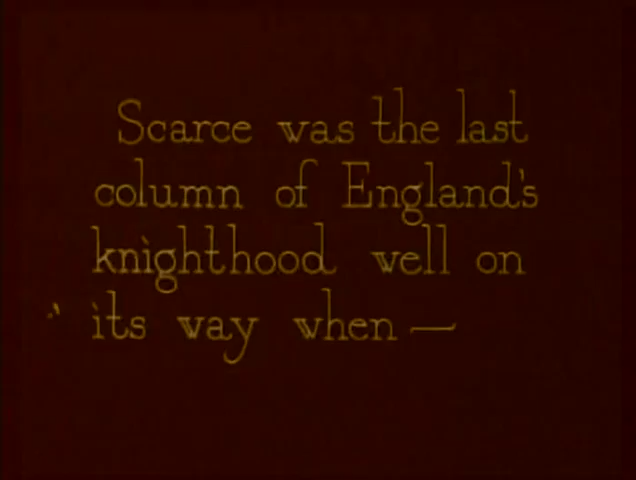 Scarce was the last
column of England's
knighthood well on
its way when —